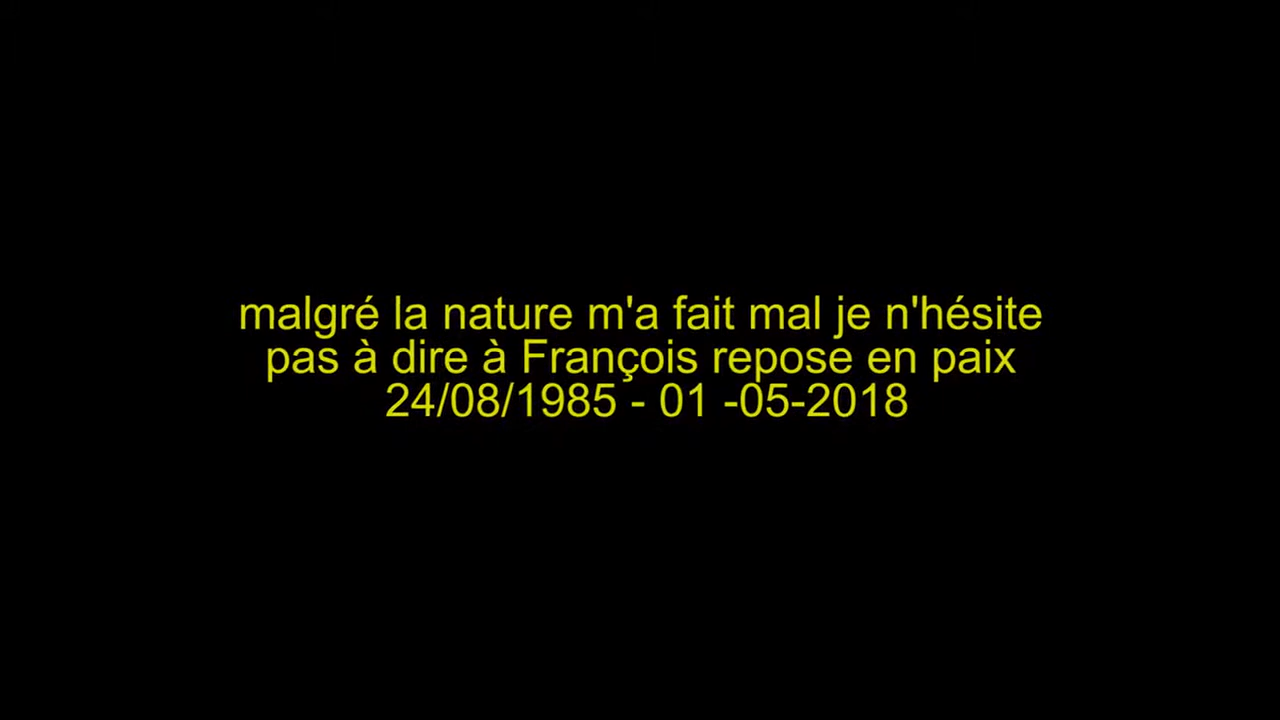 malgré la nature m'a fait mal je n'hésite
pas à dire à François repose en paix
24/08/1985 - 01 -05-2018